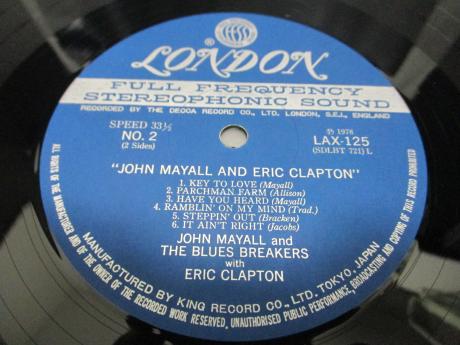 LONDON
FULL FREQUENCY
STEREOPHONIC SOUND
RECORDED BY THE DECCA RECORD CO., LTD. LONDON, S.E.I., ENGLAND
SPEED 33⅓
NO. 2
(2 Sides)
Ⓟ 1976
LAX-125
(SDLBT 721) L
"JOHN MAYALL AND ERIC CLAPTON"
1. KEY TO LOVE (Mayall)
2. PARCHMAN FARM (Allison)
3. HAVE YOU HEARD (Mayall)
4. RAMBLIN' ON MY MIND (Trad.)
5. STEPPIN' OUT (Bracken)
6. IT AIN'T RIGHT (Jacobs)
JOHN MAYALL and
THE BLUES BREAKERS
with
ERIC CLAPTON
MANUFACTURED BY KING RECORD CO., LTD. TOKYO, JAPAN
ALL RIGHTS OF THE MANUFACTURER AND OF THE OWNER OF THE RECORDED WORK RESERVED, UNAUTHORISED PUBLIC PERFORMANCE, BROADCASTING AND COPYING OF THIS RECORD PROHIBITED